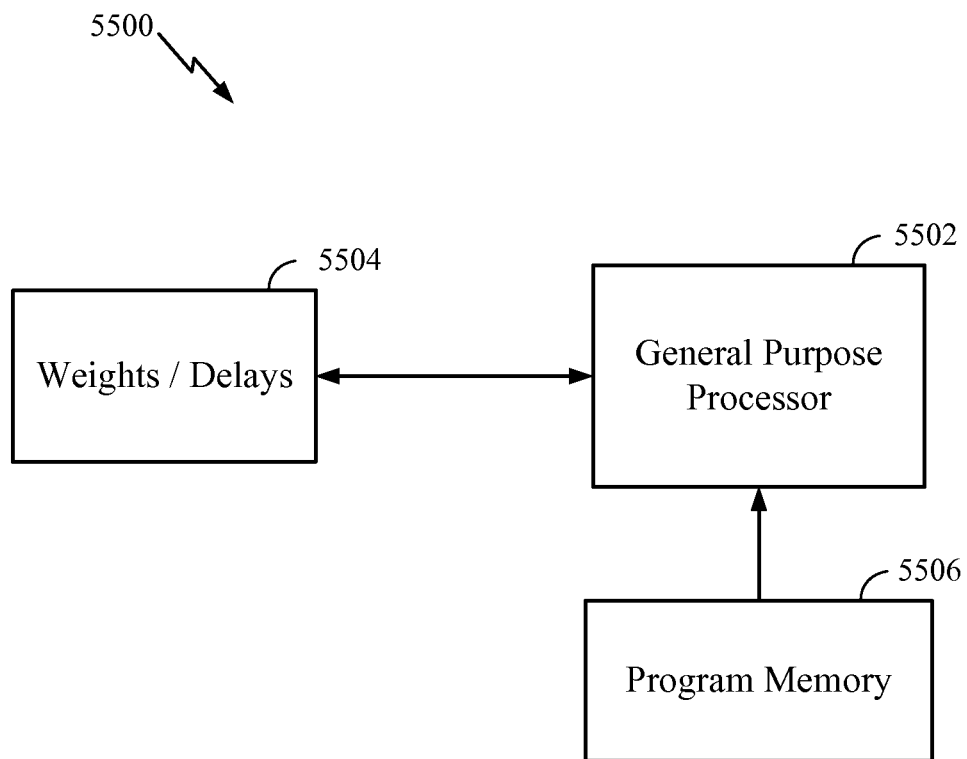 5500
5502
5504
General Purpose
Processor
Weights / Delays
5506
Program Memory